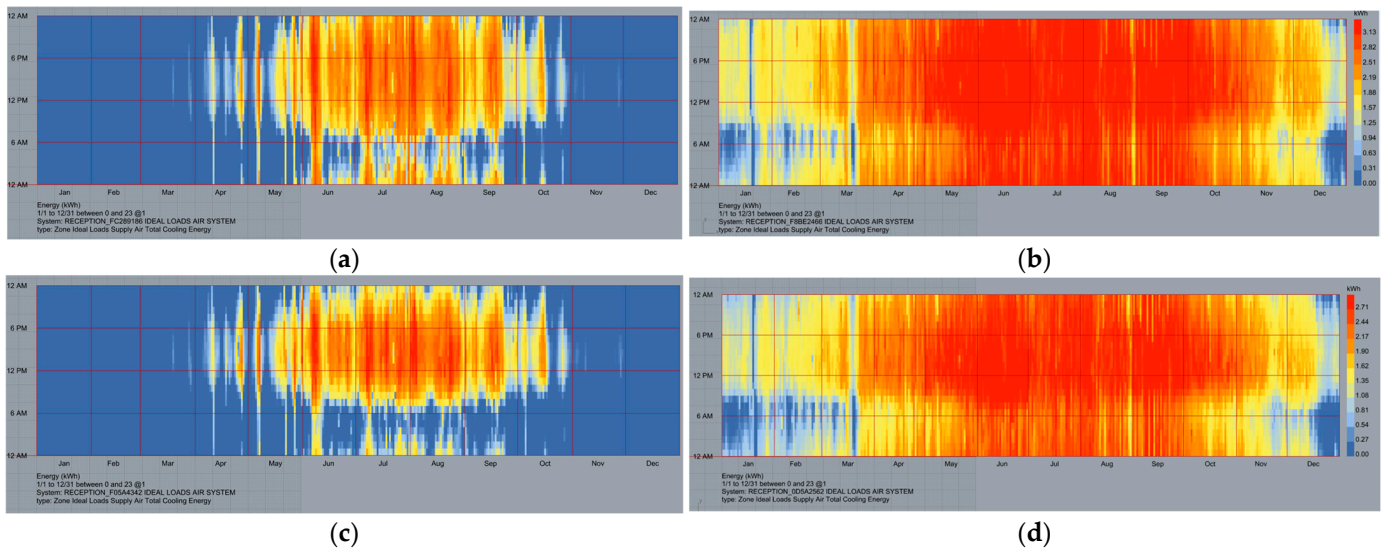 12 AM
6 PM
12 PM
6 AM
12 AM
Jan Feb Mar Apr May Jun Jul Aug Sep Oct Nov Dec
Energy (kWh)
1/1 to 12/31 between 0 and 23 @1
System: RECEPTION_FC289186 IDEAL LOADS AIR SYSTEM
type: Zone Ideal Loads Supply Air Total Cooling Energy
(a)
12 AM
6 PM
12 PM
6 AM
12 AM
Jan Feb Mar Apr May Jun Jul Aug Sep Oct Nov Dec
kWh
3.13
2.82
2.51
2.19
1.88
1.57
1.25
0.94
0.63
0.31
0.00
Energy (kWh)
1/1 to 12/31 between 0 and 23 @1
System: RECEPTION_F8BE2466 IDEAL LOADS AIR SYSTEM
type: Zone Ideal Loads Supply Air Total Cooling Energy
(b)
12 AM
6 PM
12 PM
6 AM
12 AM
Jan Feb Mar Apr May Jun Jul Aug Sep Oct Nov Dec
Energy (kWh)
1/1 to 12/31 between 0 and 23 @1
System: RECEPTION_F05A4342 IDEAL LOADS AIR SYSTEM
type: Zone Ideal Loads Supply Air Total Cooling Energy
(c)
12 AM
6 PM
12 PM
6 AM
12 AM
Jan Feb Mar Apr May Jun Jul Aug Sep Oct Nov Dec
kWh
2.71
2.44
2.17
1.90
1.62
1.35
1.08
0.81
0.54
0.27
0.00
Energy (kWh)
1/1 to 12/31 between 0 and 23 @1
System: RECEPTION_0D5A2562 IDEAL LOADS AIR SYSTEM
type: Zone Ideal Loads Supply Air Total Cooling Energy
(d)